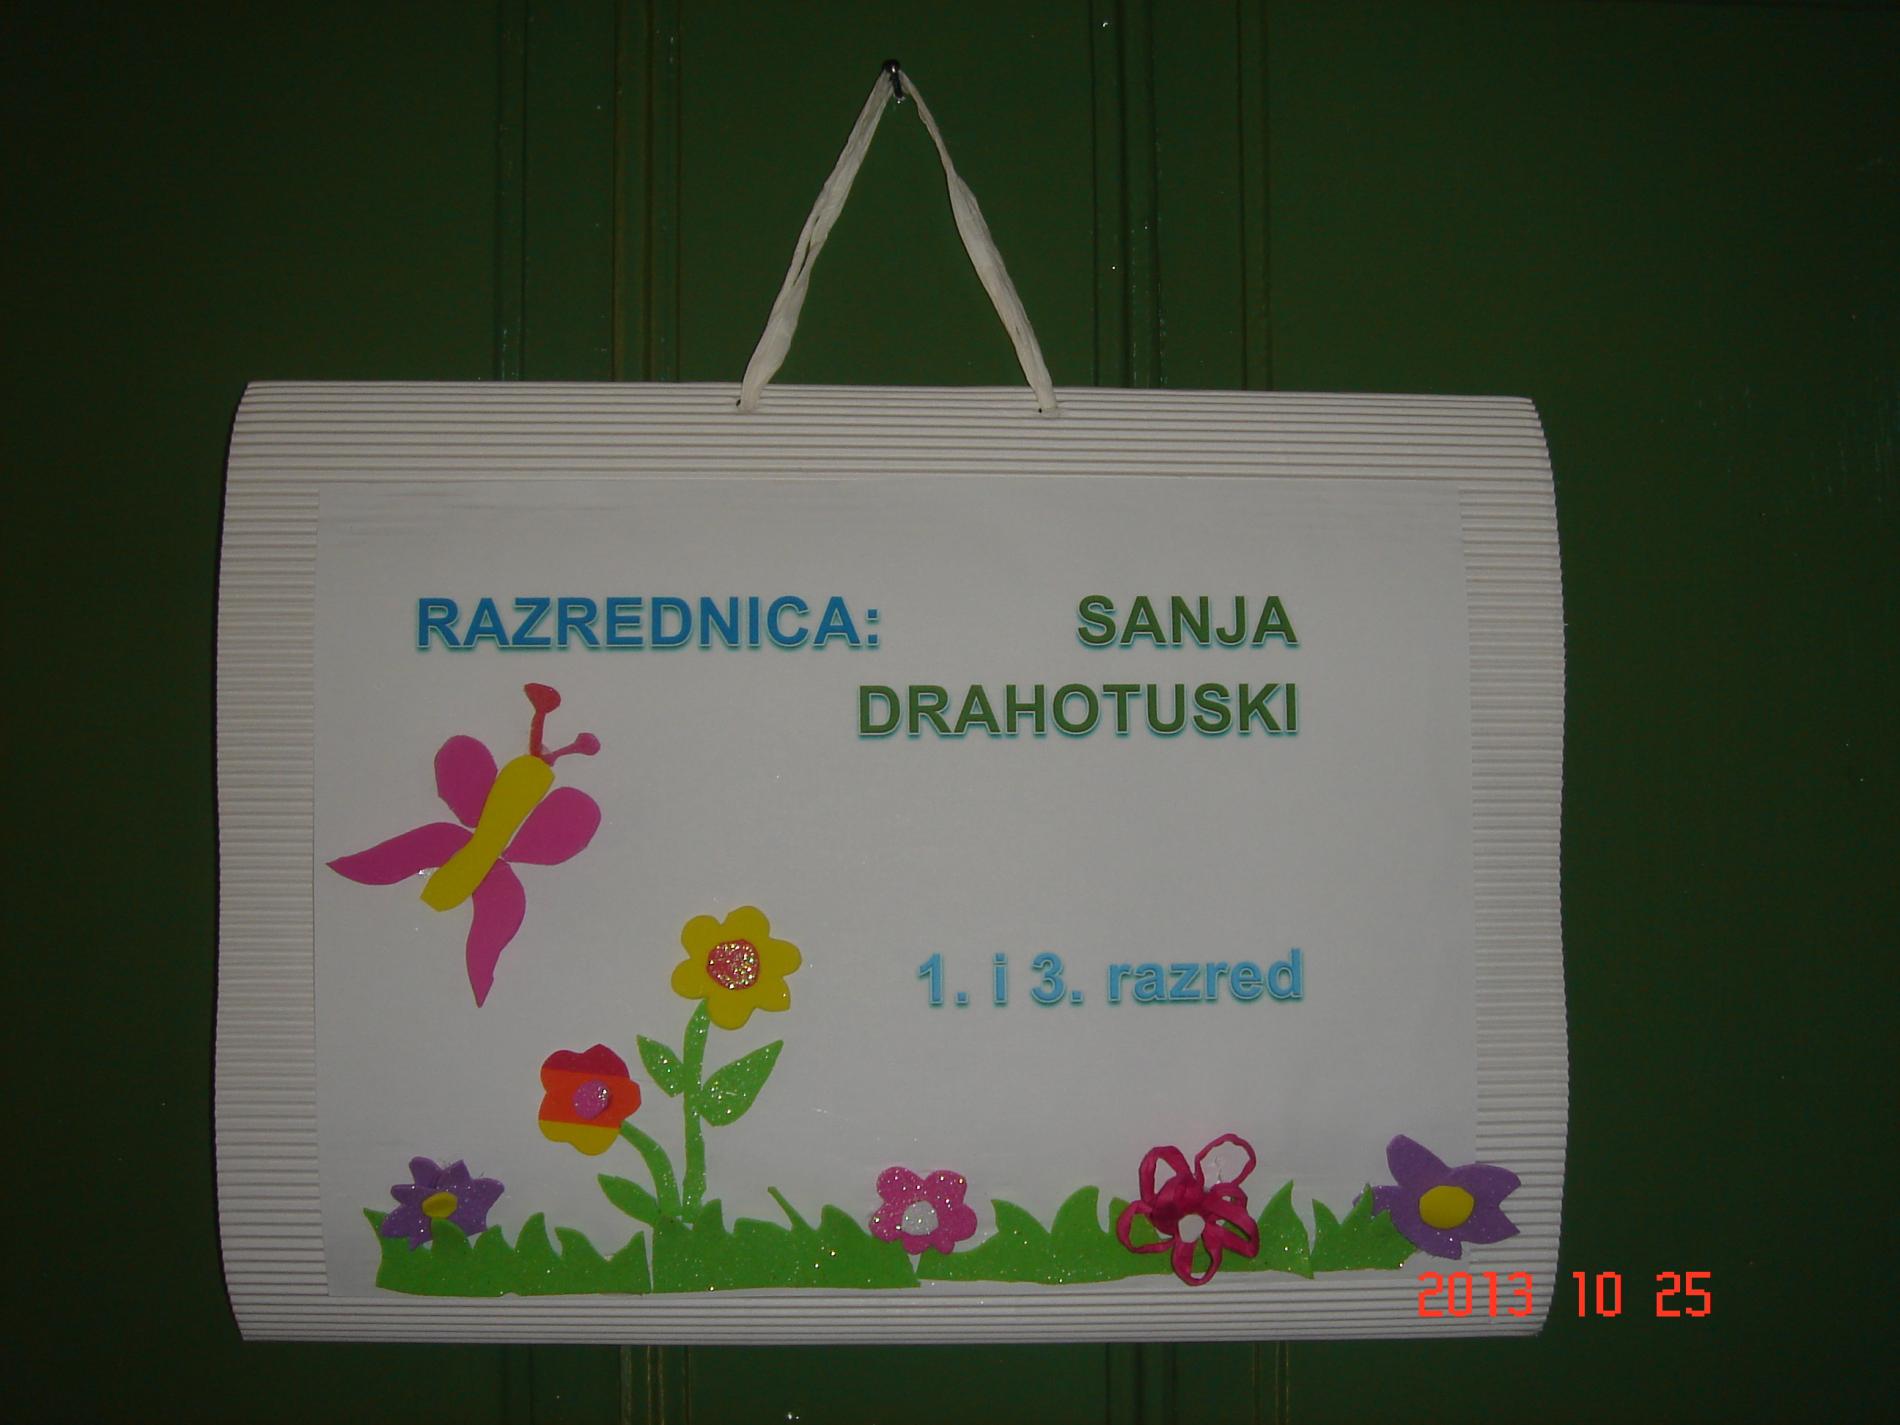 RAZREDNICA: SANJA
DRAHOTUSKI
1. i 3. razred
2013 10 25